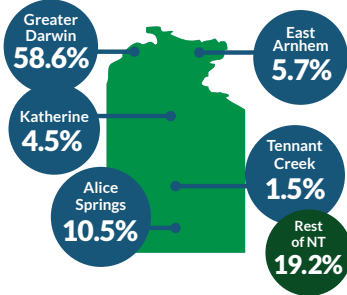 Greater
Darwin
58.6%
East
Arnhem
5.7%
Katherine
4.5%
Tennant
Creek
1.5%
Alice
Springs
10.5%
Rest
of NT
19.2%